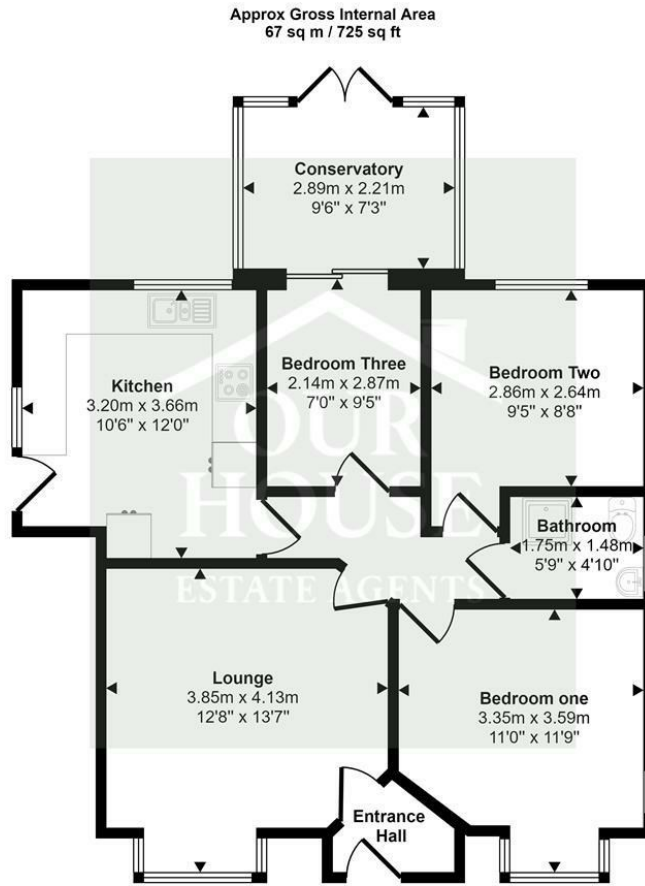 Approx Gross Internal Area
67 sq m / 725 sq ft
Conservatory
2.89m x 2.21m
9'6" x 7'3"
Kitchen
3.20m x 3.66m
10'6" x 12'0"
Bedroom Three
2.14m x 2.87m
7'0" x 9'5"
Bedroom Two
2.86m x 2.64m
9'5" x 8'8"
OUR
HOUSE
ESTATE AGENTS
Bathroom
1.75m x 1.48m
5'9" x 4'10"
Lounge
3.85m x 4.13m
12'8" x 13'7"
Bedroom one
3.35m x 3.59m
11'0" x 11'9"
Entrance
Hall